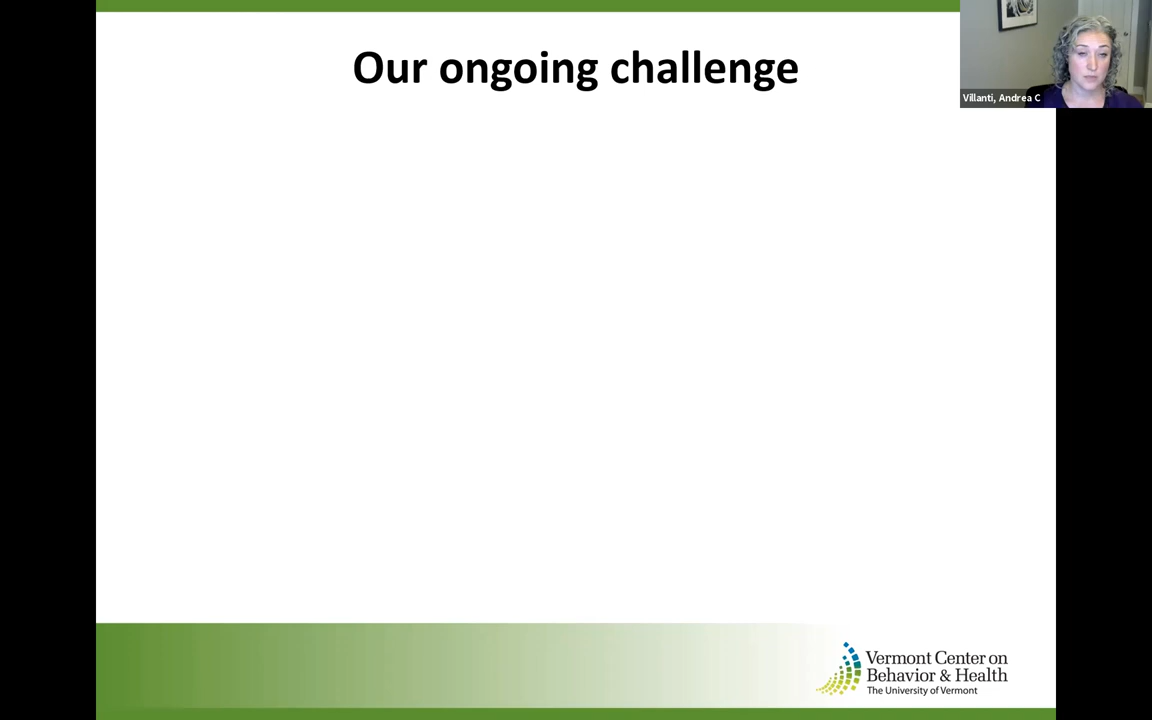 Our ongoing challenge
Villanti, Andrea C
Vermont Center on
Behavior & Health
The University of Vermont